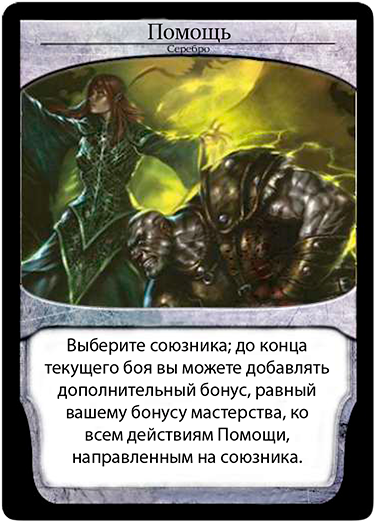 Помощь
Серебро
Выберите союзника; до конца
текущего боя вы можете добавлять
дополнительный бонус, равный
вашему бонусу мастерства, ко
всем действиям Помощи,
направленным на союзника.